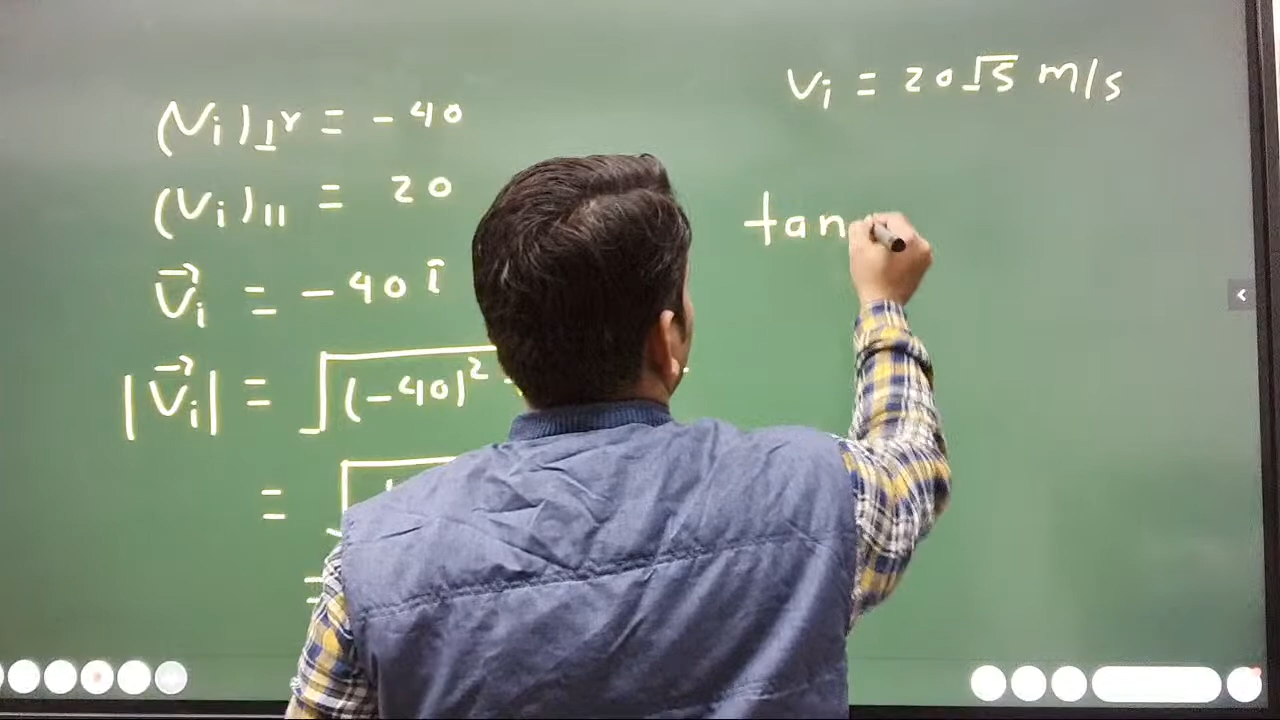 (Vᵢ)⊥r = -40
(Vᵢ)|| = 20
V⃗ᵢ = -40 î
|V⃗ᵢ| = √(-40)²
=
=
Vᵢ = 20√5 m/s
tan